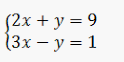 2x + y = 9
3x − y = 1